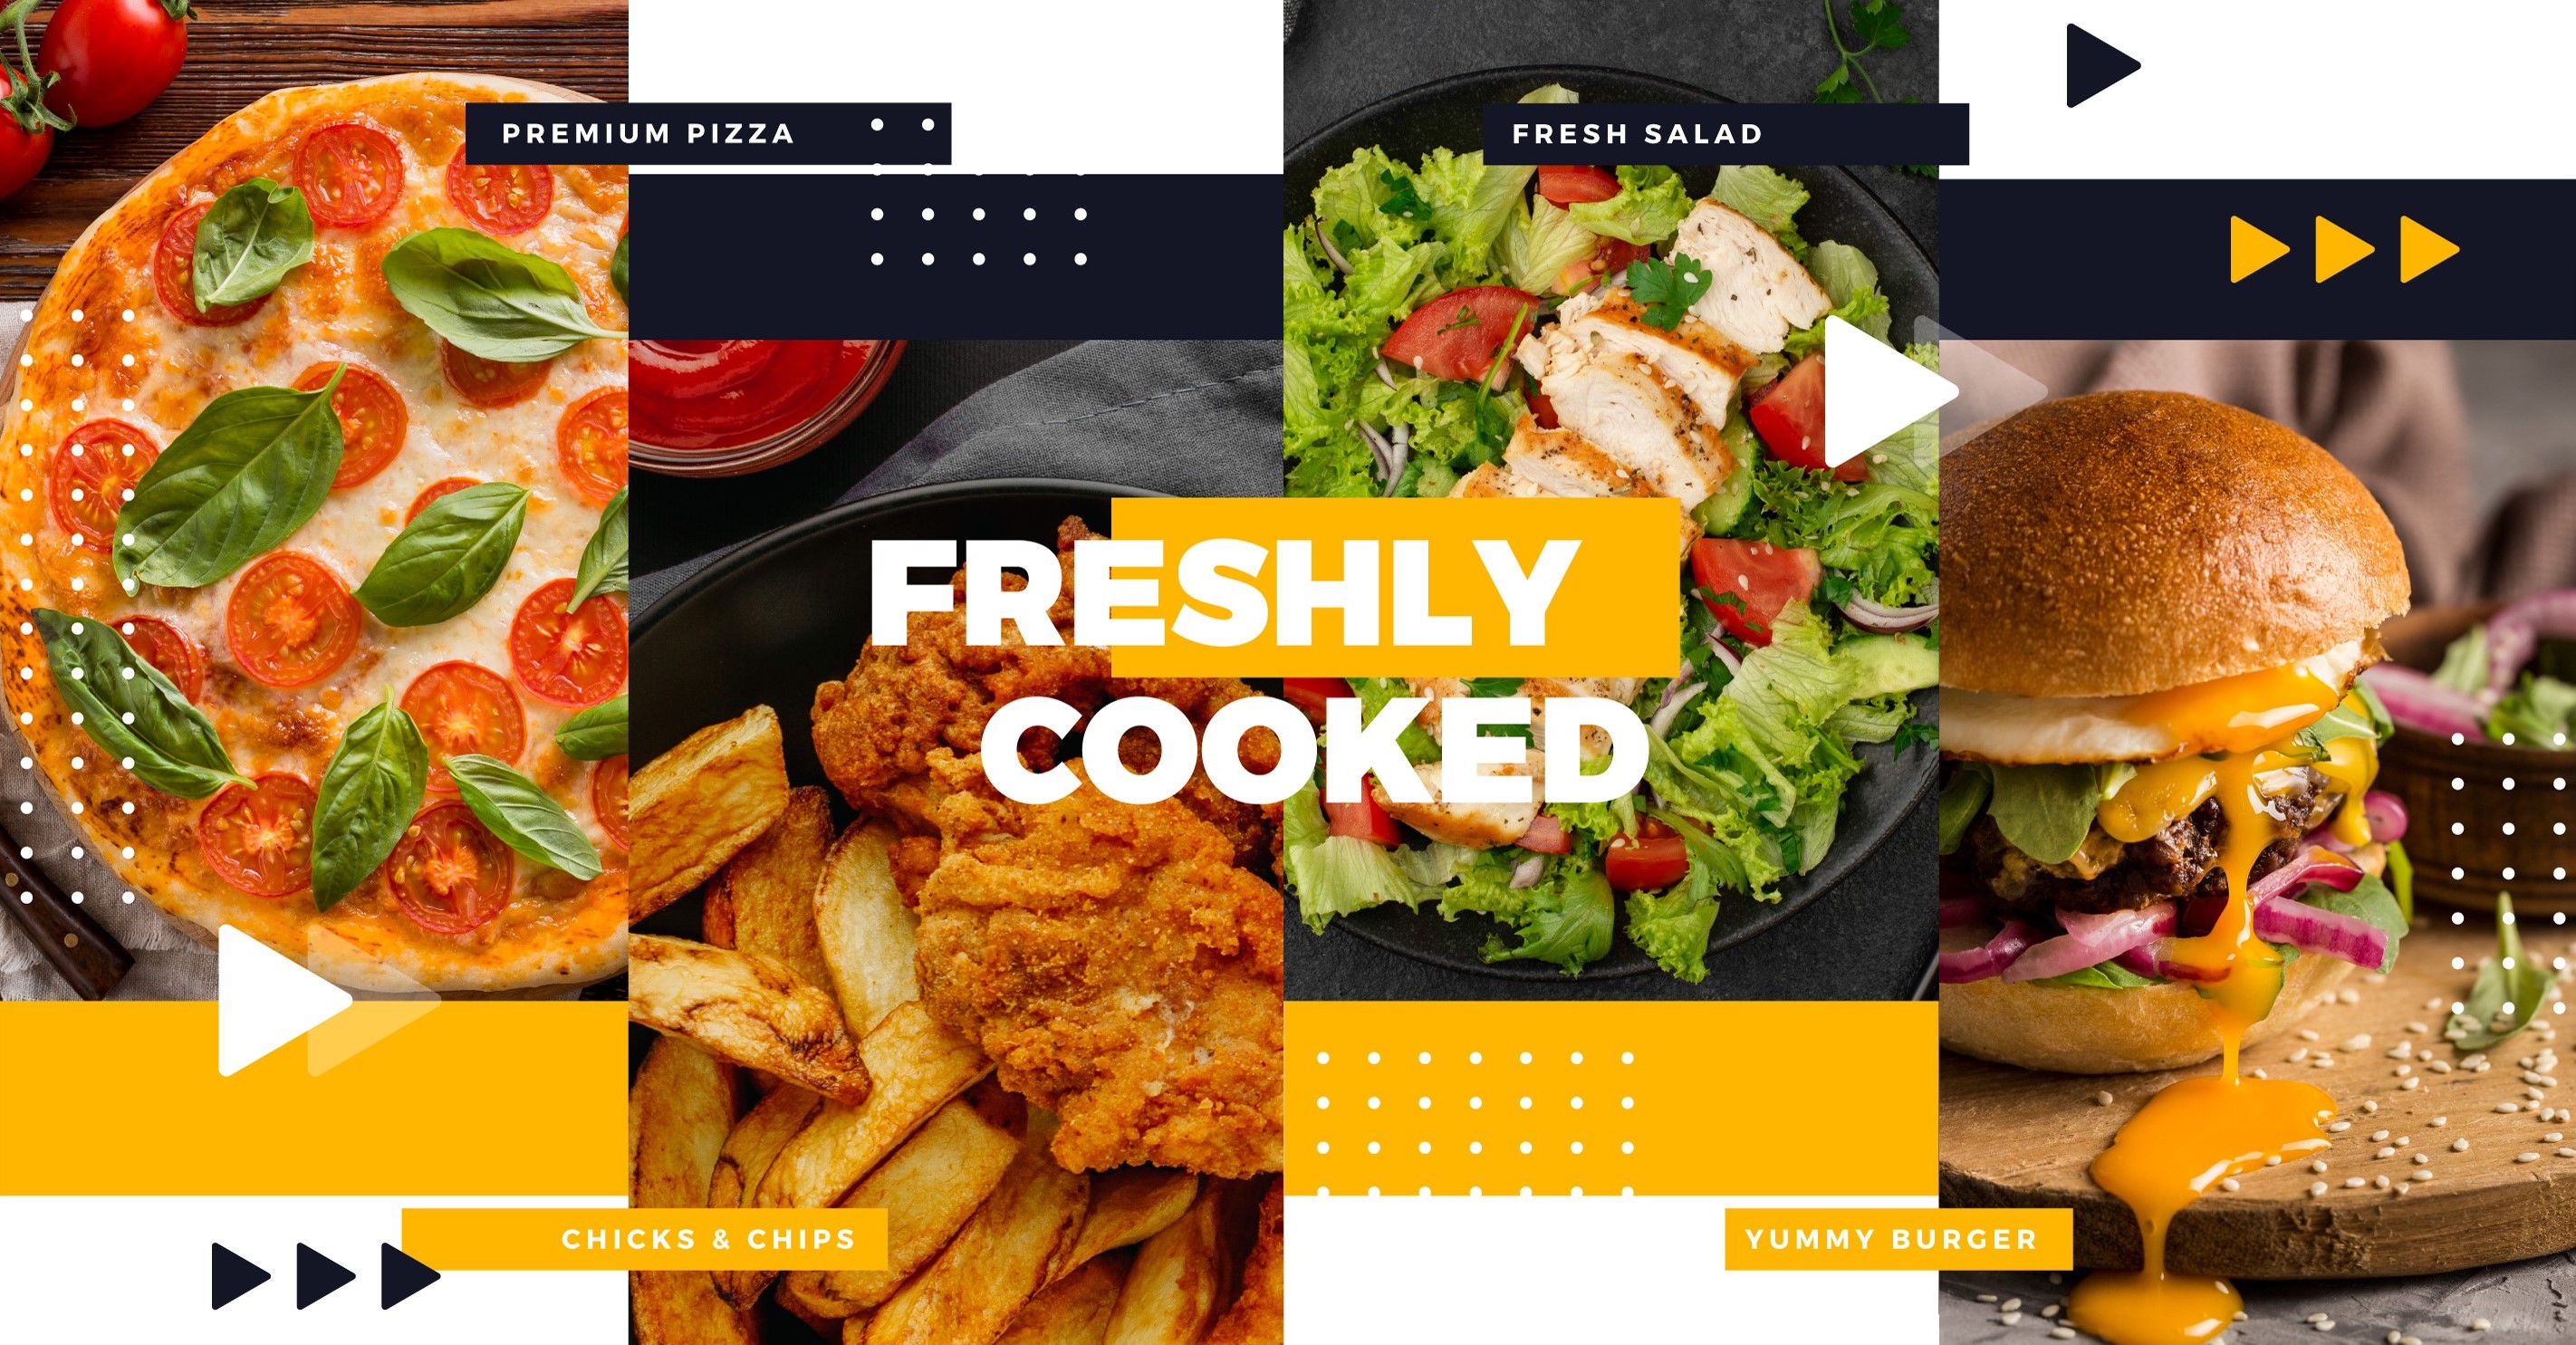 PREMIUM PIZZA
FRESH SALAD
FRESHLY
COOKED
CHICKS & CHIPS
YUMMY BURGER